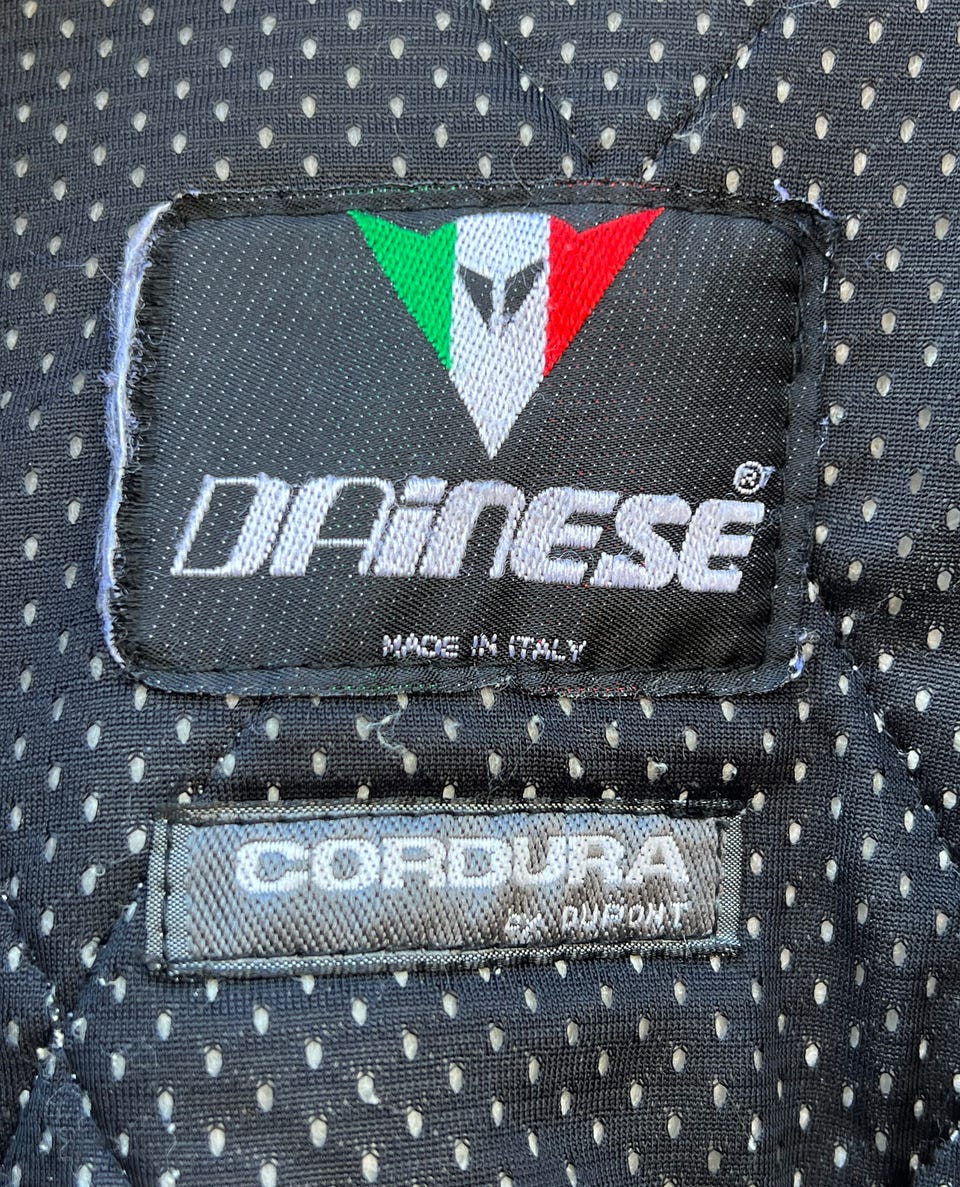 DAINESE®
MADE IN ITALY
CORDURA
BY DUPONT